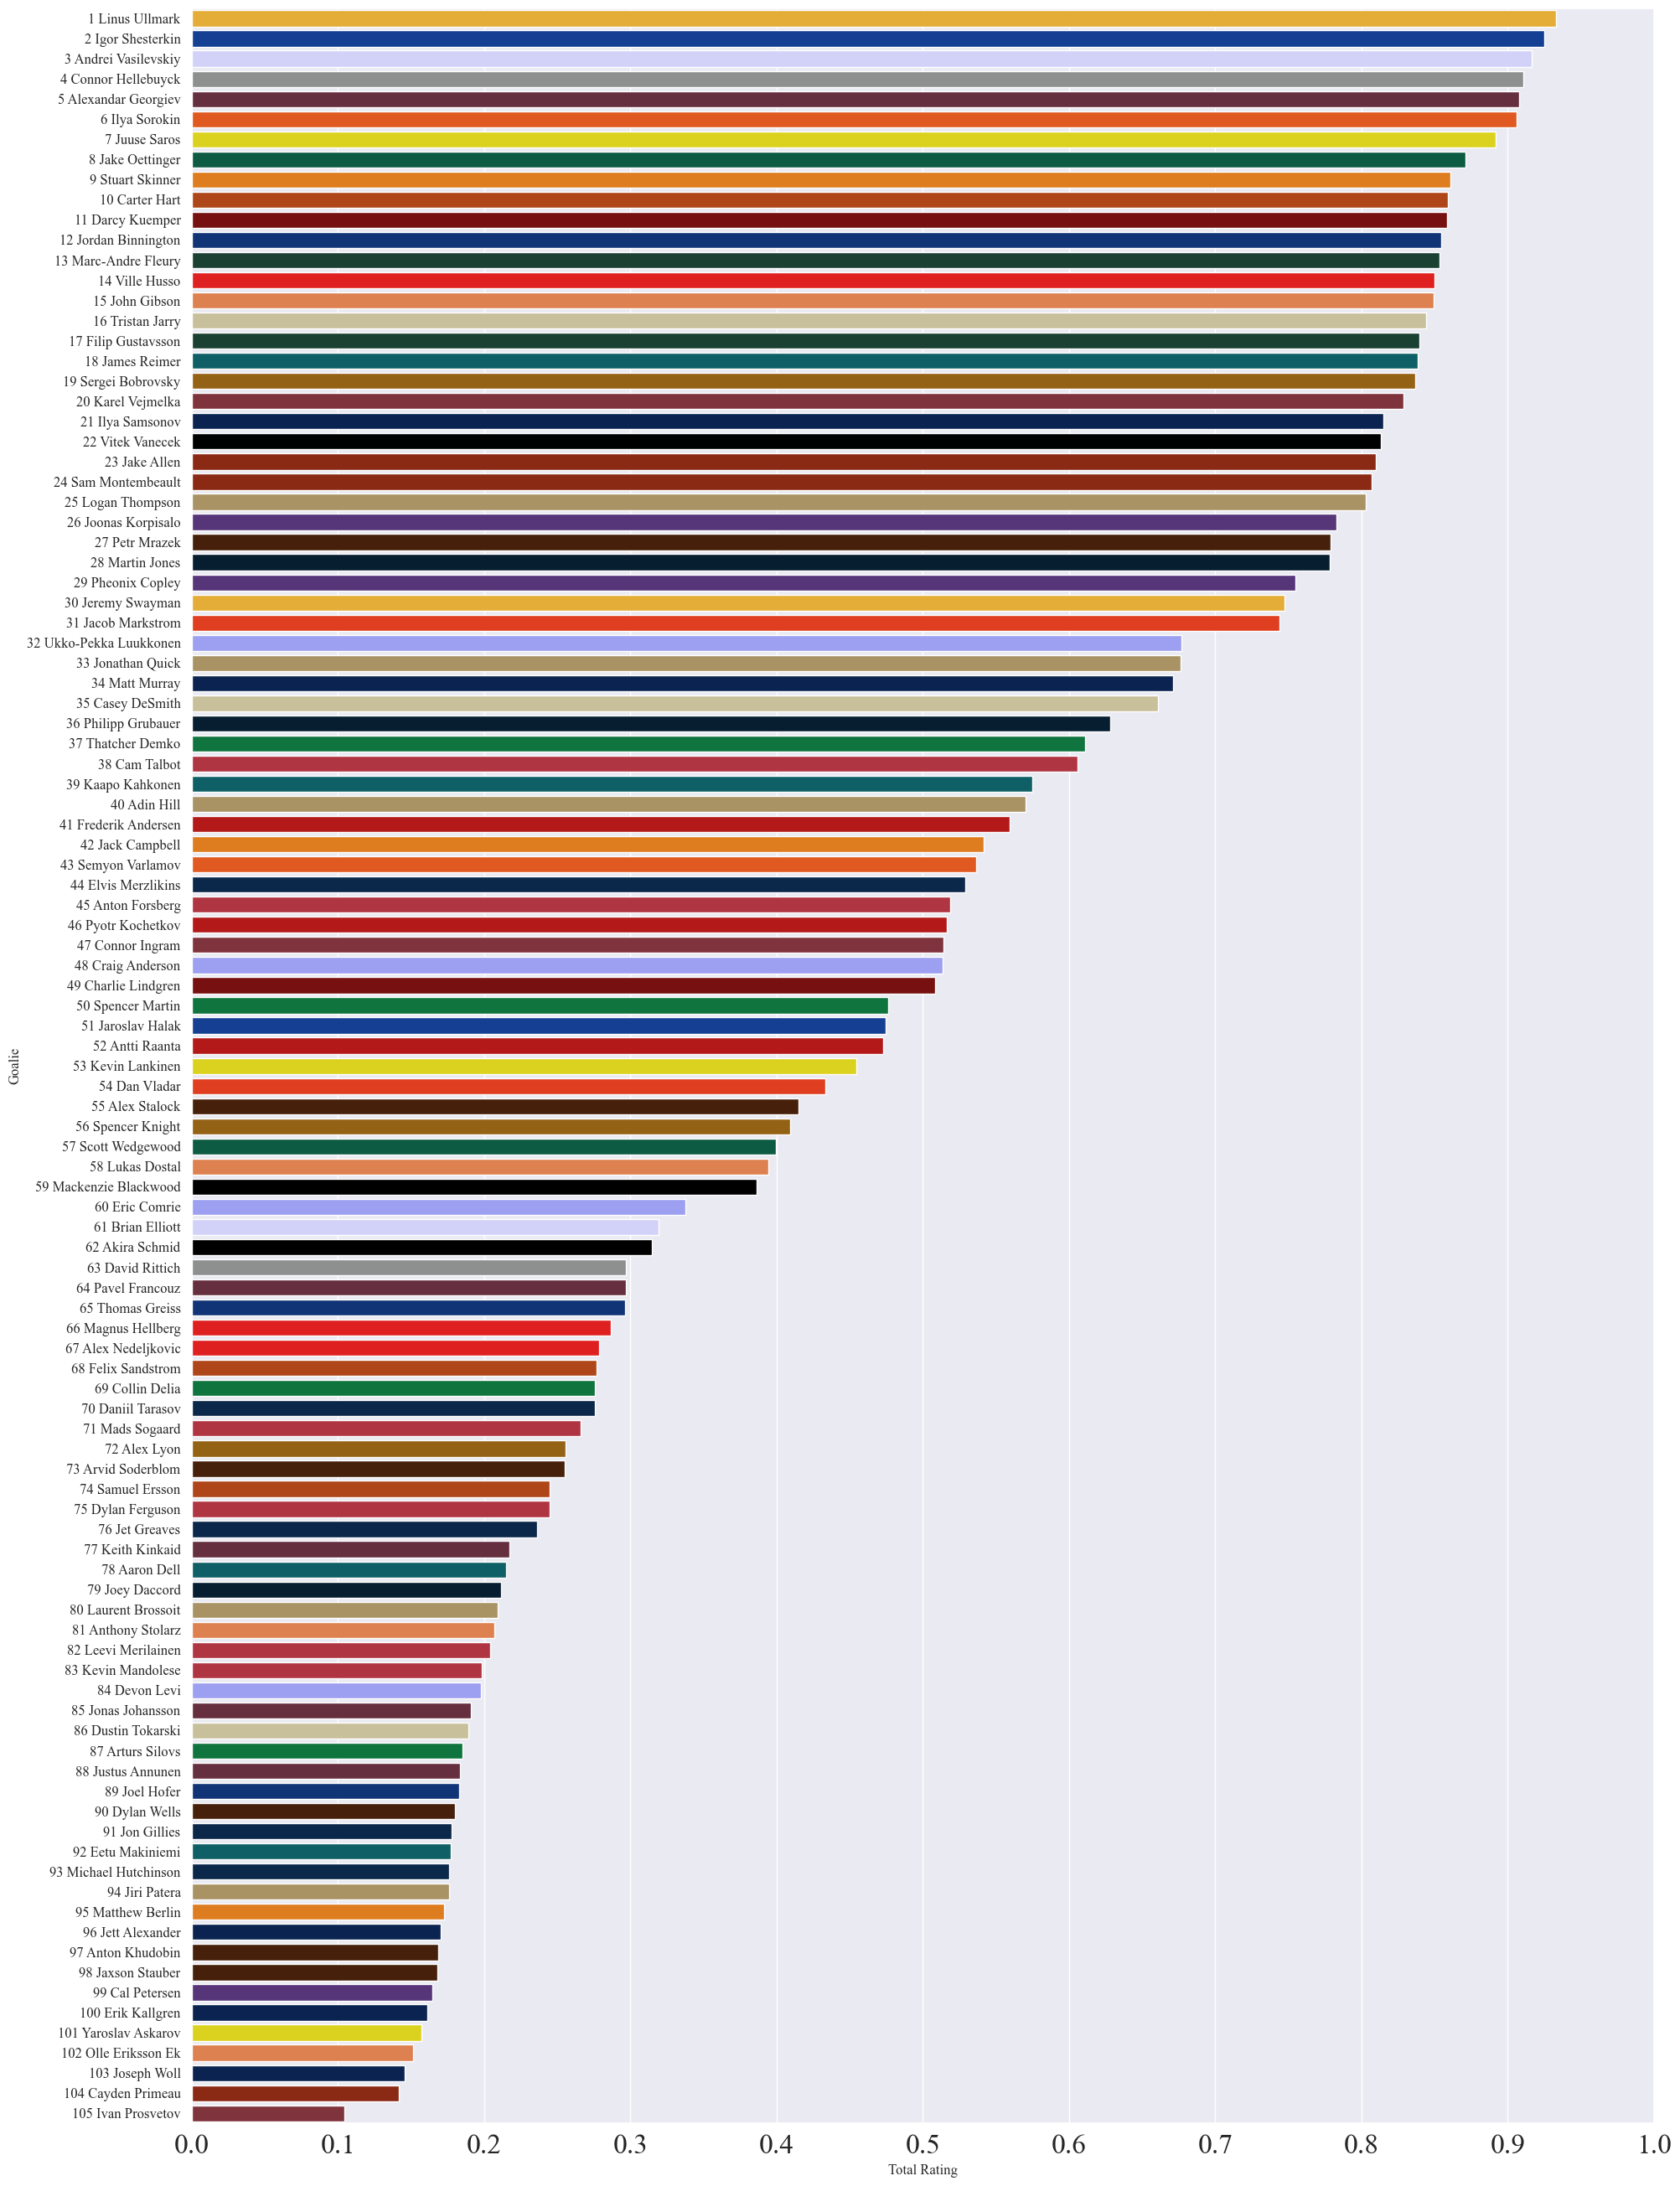 1 Linus Ullmark
2 Igor Shesterkin
3 Andrei Vasilevskiy
4 Connor Hellebuyck
5 Alexandar Georgiev
6 Ilya Sorokin
7 Juuse Saros
8 Jake Oettinger
9 Stuart Skinner
10 Carter Hart
11 Darcy Kuemper
12 Jordan Binnington
13 Marc-Andre Fleury
14 Ville Husso
15 John Gibson
16 Tristan Jarry
17 Filip Gustavsson
18 James Reimer
19 Sergei Bobrovsky
20 Karel Vejmelka
21 Ilya Samsonov
22 Vitek Vanecek
23 Jake Allen
24 Sam Montembeault
25 Logan Thompson
26 Joonas Korpisalo
27 Petr Mrazek
28 Martin Jones
29 Pheonix Copley
30 Jeremy Swayman
31 Jacob Markstrom
32 Ukko-Pekka Luukkonen
33 Jonathan Quick
34 Matt Murray
35 Casey DeSmith
36 Philipp Grubauer
37 Thatcher Demko
38 Cam Talbot
39 Kaapo Kahkonen
40 Adin Hill
41 Frederik Andersen
42 Jack Campbell
43 Semyon Varlamov
44 Elvis Merzlikins
45 Anton Forsberg
46 Pyotr Kochetkov
47 Connor Ingram
48 Craig Anderson
49 Charlie Lindgren
50 Spencer Martin
51 Jaroslav Halak
52 Antti Raanta
53 Kevin Lankinen
54 Dan Vladar
55 Alex Stalock
56 Spencer Knight
57 Scott Wedgewood
58 Lukas Dostal
59 Mackenzie Blackwood
60 Eric Comrie
61 Brian Elliott
62 Akira Schmid
63 David Rittich
64 Pavel Francouz
65 Thomas Greiss
66 Magnus Hellberg
67 Alex Nedeljkovic
68 Felix Sandstrom
69 Collin Delia
70 Daniil Tarasov
71 Mads Sogaard
72 Alex Lyon
73 Arvid Soderblom
74 Samuel Ersson
75 Dylan Ferguson
76 Jet Greaves
77 Keith Kinkaid
78 Aaron Dell
79 Joey Daccord
80 Laurent Brossoit
81 Anthony Stolarz
82 Leevi Merilainen
83 Kevin Mandolese
84 Devon Levi
85 Jonas Johansson
86 Dustin Tokarski
87 Arturs Silovs
88 Justus Annunen
89 Joel Hofer
90 Dylan Wells
91 Jon Gillies
92 Eetu Makiniemi
93 Michael Hutchinson
94 Jiri Patera
95 Matthew Berlin
96 Jett Alexander
97 Anton Khudobin
98 Jaxson Stauber
99 Cal Petersen
100 Erik Kallgren
101 Yaroslav Askarov
102 Olle Eriksson Ek
103 Joseph Woll
104 Cayden Primeau
105 Ivan Prosvetov
Goalie
0.0 0.1 0.2 0.3 0.4 0.5 0.6 0.7 0.8 0.9 1.0
Total Rating